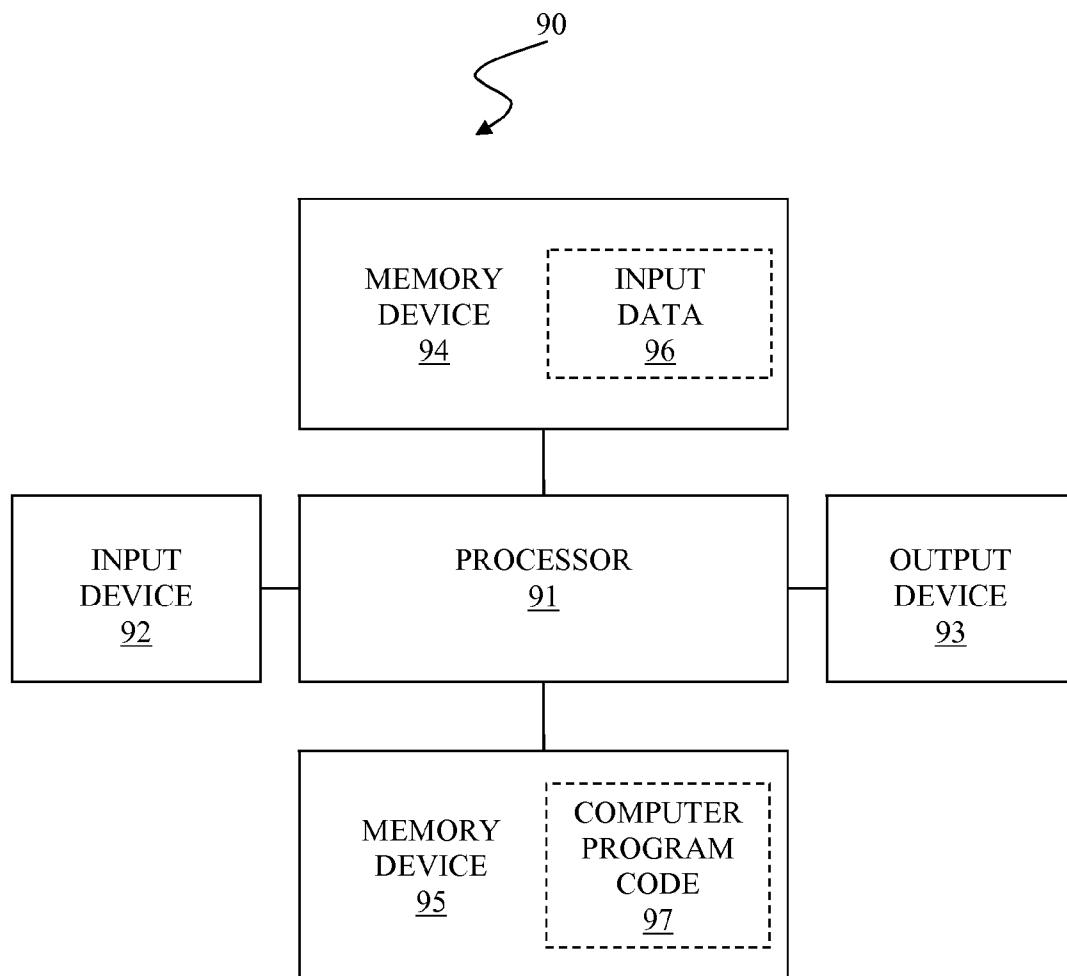 90
MEMORY
DEVICE
94
INPUT
DATA
96
INPUT
DEVICE
92
PROCESSOR
91
OUTPUT
DEVICE
93
MEMORY
DEVICE
95
COMPUTER
PROGRAM
CODE
97